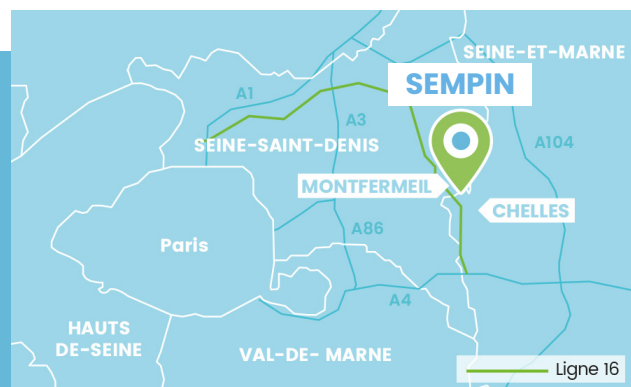 SEINE-ET-MARNE
SEMPIN
A1
A3
SEINE-SAINT-DENIS
A104
MONTFERMEIL
CHELLES
A86
Paris
A4
HAUTS
DE-SEINE
VAL-DE- MARNE
Ligne 16